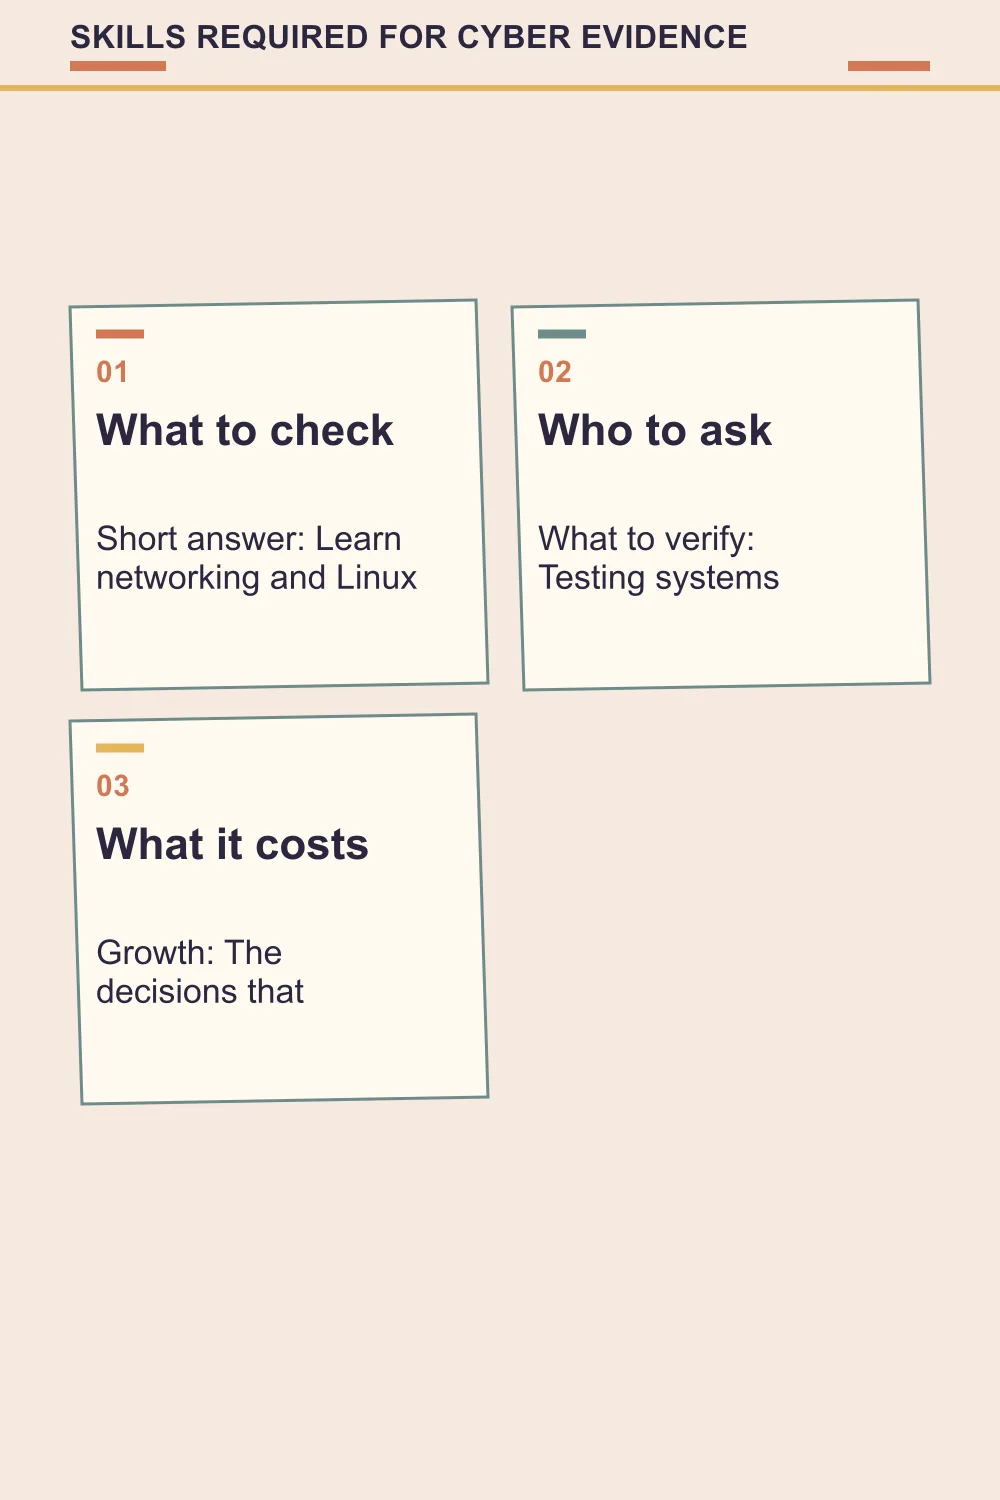 SKILLS REQUIRED FOR CYBER EVIDENCE
01
What to check
Short answer: Learn
networking and Linux
02
Who to ask
What to verify:
Testing systems
03
What it costs
Growth: The
decisions that